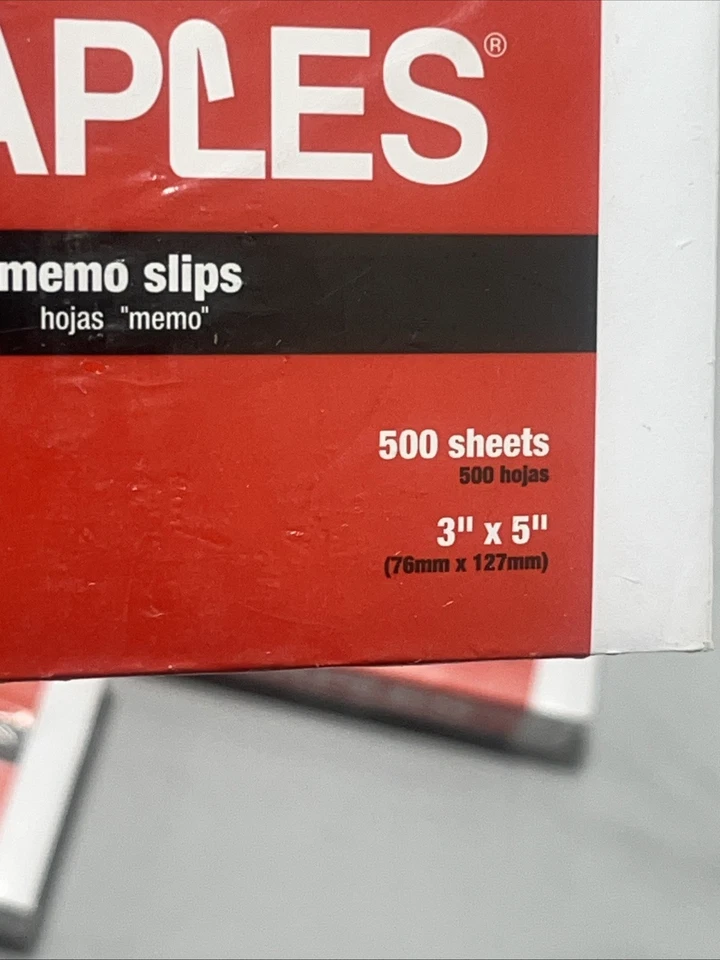 APLES®
memo slips
hojas "memo"
500 sheets
500 hojas
3" x 5"
(76mm x 127mm)